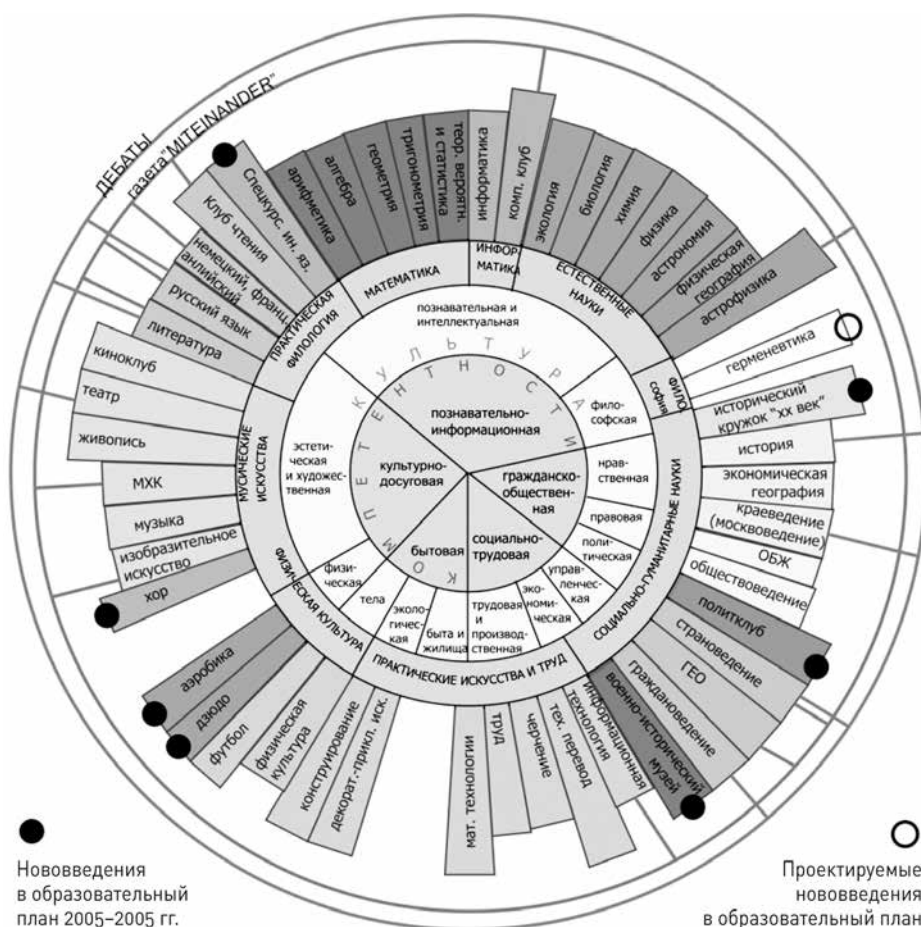 ДЕБАТЫ
газета"MITEINANDER"
Спецкурс. ин. яз.
Клуб чтения
немецкий, франц.
анлийский
русский язык
литература
арифметика
алгебра
геометрия
тригонометрия
теор. вероятн.
и статистика
информатика
комп. клуб
экология
биология
химия
физика
астрономия
физическая
география
астрофизика
герменевтика
исторический
кружок "хх век"
история
экономическая
география
краеведение
(москвоведение)
ОБЖ
обществоведение
политклуб
страноведение
ГЕО
граждановедение
военно-исторический
музей
информационная
технология
тех. перевод
черчение
труд
мат. технологии
декорат.-прикл. иск.
конструирование
физическая
культура
футбол
дзюдо
аэробика
хор
изобразительное
искусство
музыка
МХК
живопись
театр
киноклуб
ПРАКТИЧЕСКАЯ
ФИЛОЛОГИЯ
МАТЕМАТИКА
ИНФОР-
МАТИКА
ЕСТЕСТВЕННЫЕ
НАУКИ
ФИЛО
СОФИЯ
СОЦИАЛЬНО-ГУМАНИТАРНЫЕ НАУКИ
ПРАКТИЧЕСКИЕ ИСКУССТВА И ТРУД
ФИЗИЧЕСКАЯ КУЛЬТУРА
МУСИЧЕСКИЕ
ИСКУССТВА
познавательная и
интеллектуальная
фило-
софская
нрав-
ственная
правовая
поли-
тическая
управ-
ленчес-
кая
эко-
номи-
ческая
трудовая
и
производ-
ственная
быта и
жилища
эколо-
гичес-
кая
тела
физи-
ческая
эстети-
ческая
и художе-
ственная
КУЛЬТУРА
КОМПЕТЕНТНОСТИ
познавательно-
информационная
гражданско-
обществен-
ная
социально-
трудовая
бытовая
культурно-
досуговая
Нововведения
в образовательный
план 2005–2005 гг.
Проектируемые
нововведения
в образовательный план